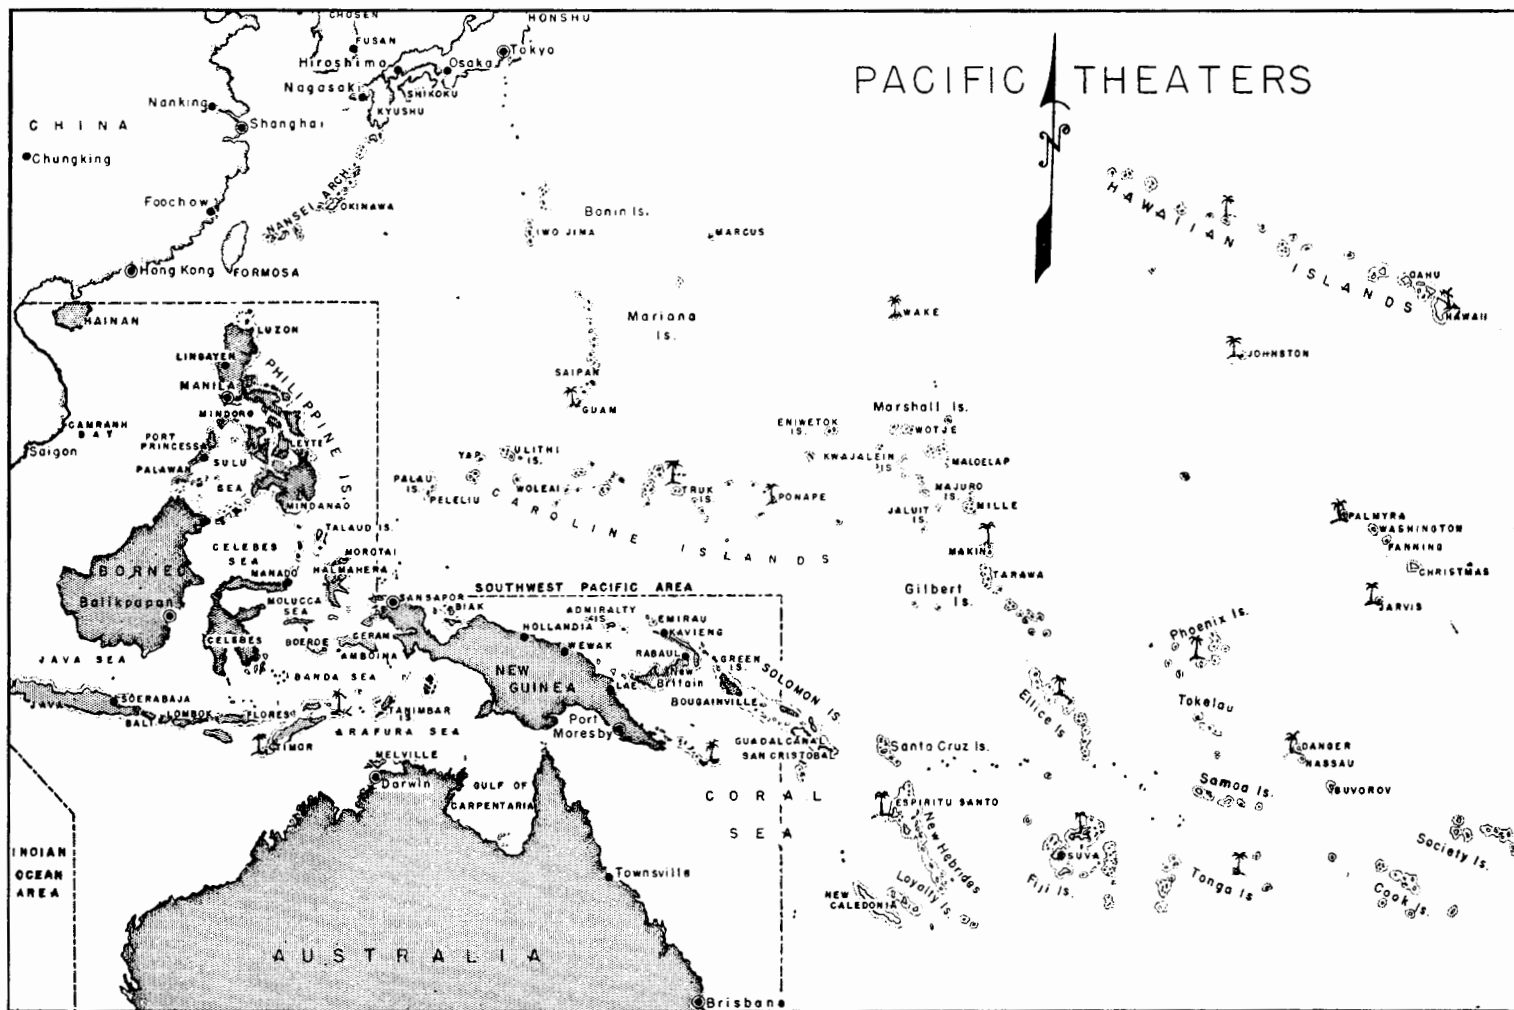 PACIFIC THEATERS
N
CHOSEN
HONSHU
FUSAN
Tokyo
Hiroshima
Osaka
Nagasaki
SHIKOKU
KYUSHU
Nanking
Shanghai
CHINA
Chungking
Foochow
NANSEI ARCH.
OKINAWA
Bonin Is.
IWO JIMA
MARCUS
Hong Kong
FORMOSA
HAWAIIAN ISLANDS
OAHU
HAWAII
HAINAN
LUZON
Mariana
Is.
WAKE
JOHNSTON
LINGAYEN
MANILA
PHILIPPINE IS.
SAIPAN
GUAM
MINDORO
CAMRANH
BAY
Saigon
PORT
PRINCESSA
LEYTE
PALAWAN
SULU
SEA
MINDANAO
Marshall Is.
ENIWETOK
IS.
WOTJE
KWAJALEIN
IS
MALOELAP
MAJURO
IS.
JALUIT
IS
MILLE
YAP
ULITHI
IS.
PALAU
IS.
PELELIU
WOLEAI
TRUK
IS
PONAPE
CAROLINE ISLANDS
PALMYRA
WASHINGTON
FANNING
CHRISTMAS
JARVIS
TALAUD IS.
CELEBES
SEA
MOROTAI
MANADO
HALMAHERA
BORNEO
Balikpapan
MOLUCCA
SEA
SOUTHWEST PACIFIC AREA
SANSAPOR
BIAK
ADMIRALTY
IS
EMIRAU
KAVIENG
HOLLANDIA
WEWAK
RABAUL
GREEN
IS.
SOLOMON IS
MAKIN
TARAWA
Gilbert
Is.
Phoenix Is.
CELEBES
BOEROE
CERAM
AMBOINA
JAVA SEA
BANDA SEA
NEW
GUINEA
LAE
New
Britain
BOUGAINVILLE
JAVA
SOERABAJA
BALI
LOMBOK
FLORES
TANIMBAR
IS
ARAFURA SEA
TIMOR
Port
Moresby
GUADALCANAL
SAN CRISTOBAL
Ellice Is
Tokelau
Santa Cruz Is.
DANGER
NASSAU
SUVOROV
Samoa Is.
MELVILLE
Darwin
GULF OF
CARPENTARIA
CORAL
SEA
ESPIRITU SANTO
New Hebrides
Loyalty Is.
NEW
CALEDONIA
SUVA
Fiji Is.
Tonga Is
Society Is.
Cook Is.
INDIAN
OCEAN
AREA
Townsville
AUSTRALIA
Brisbane